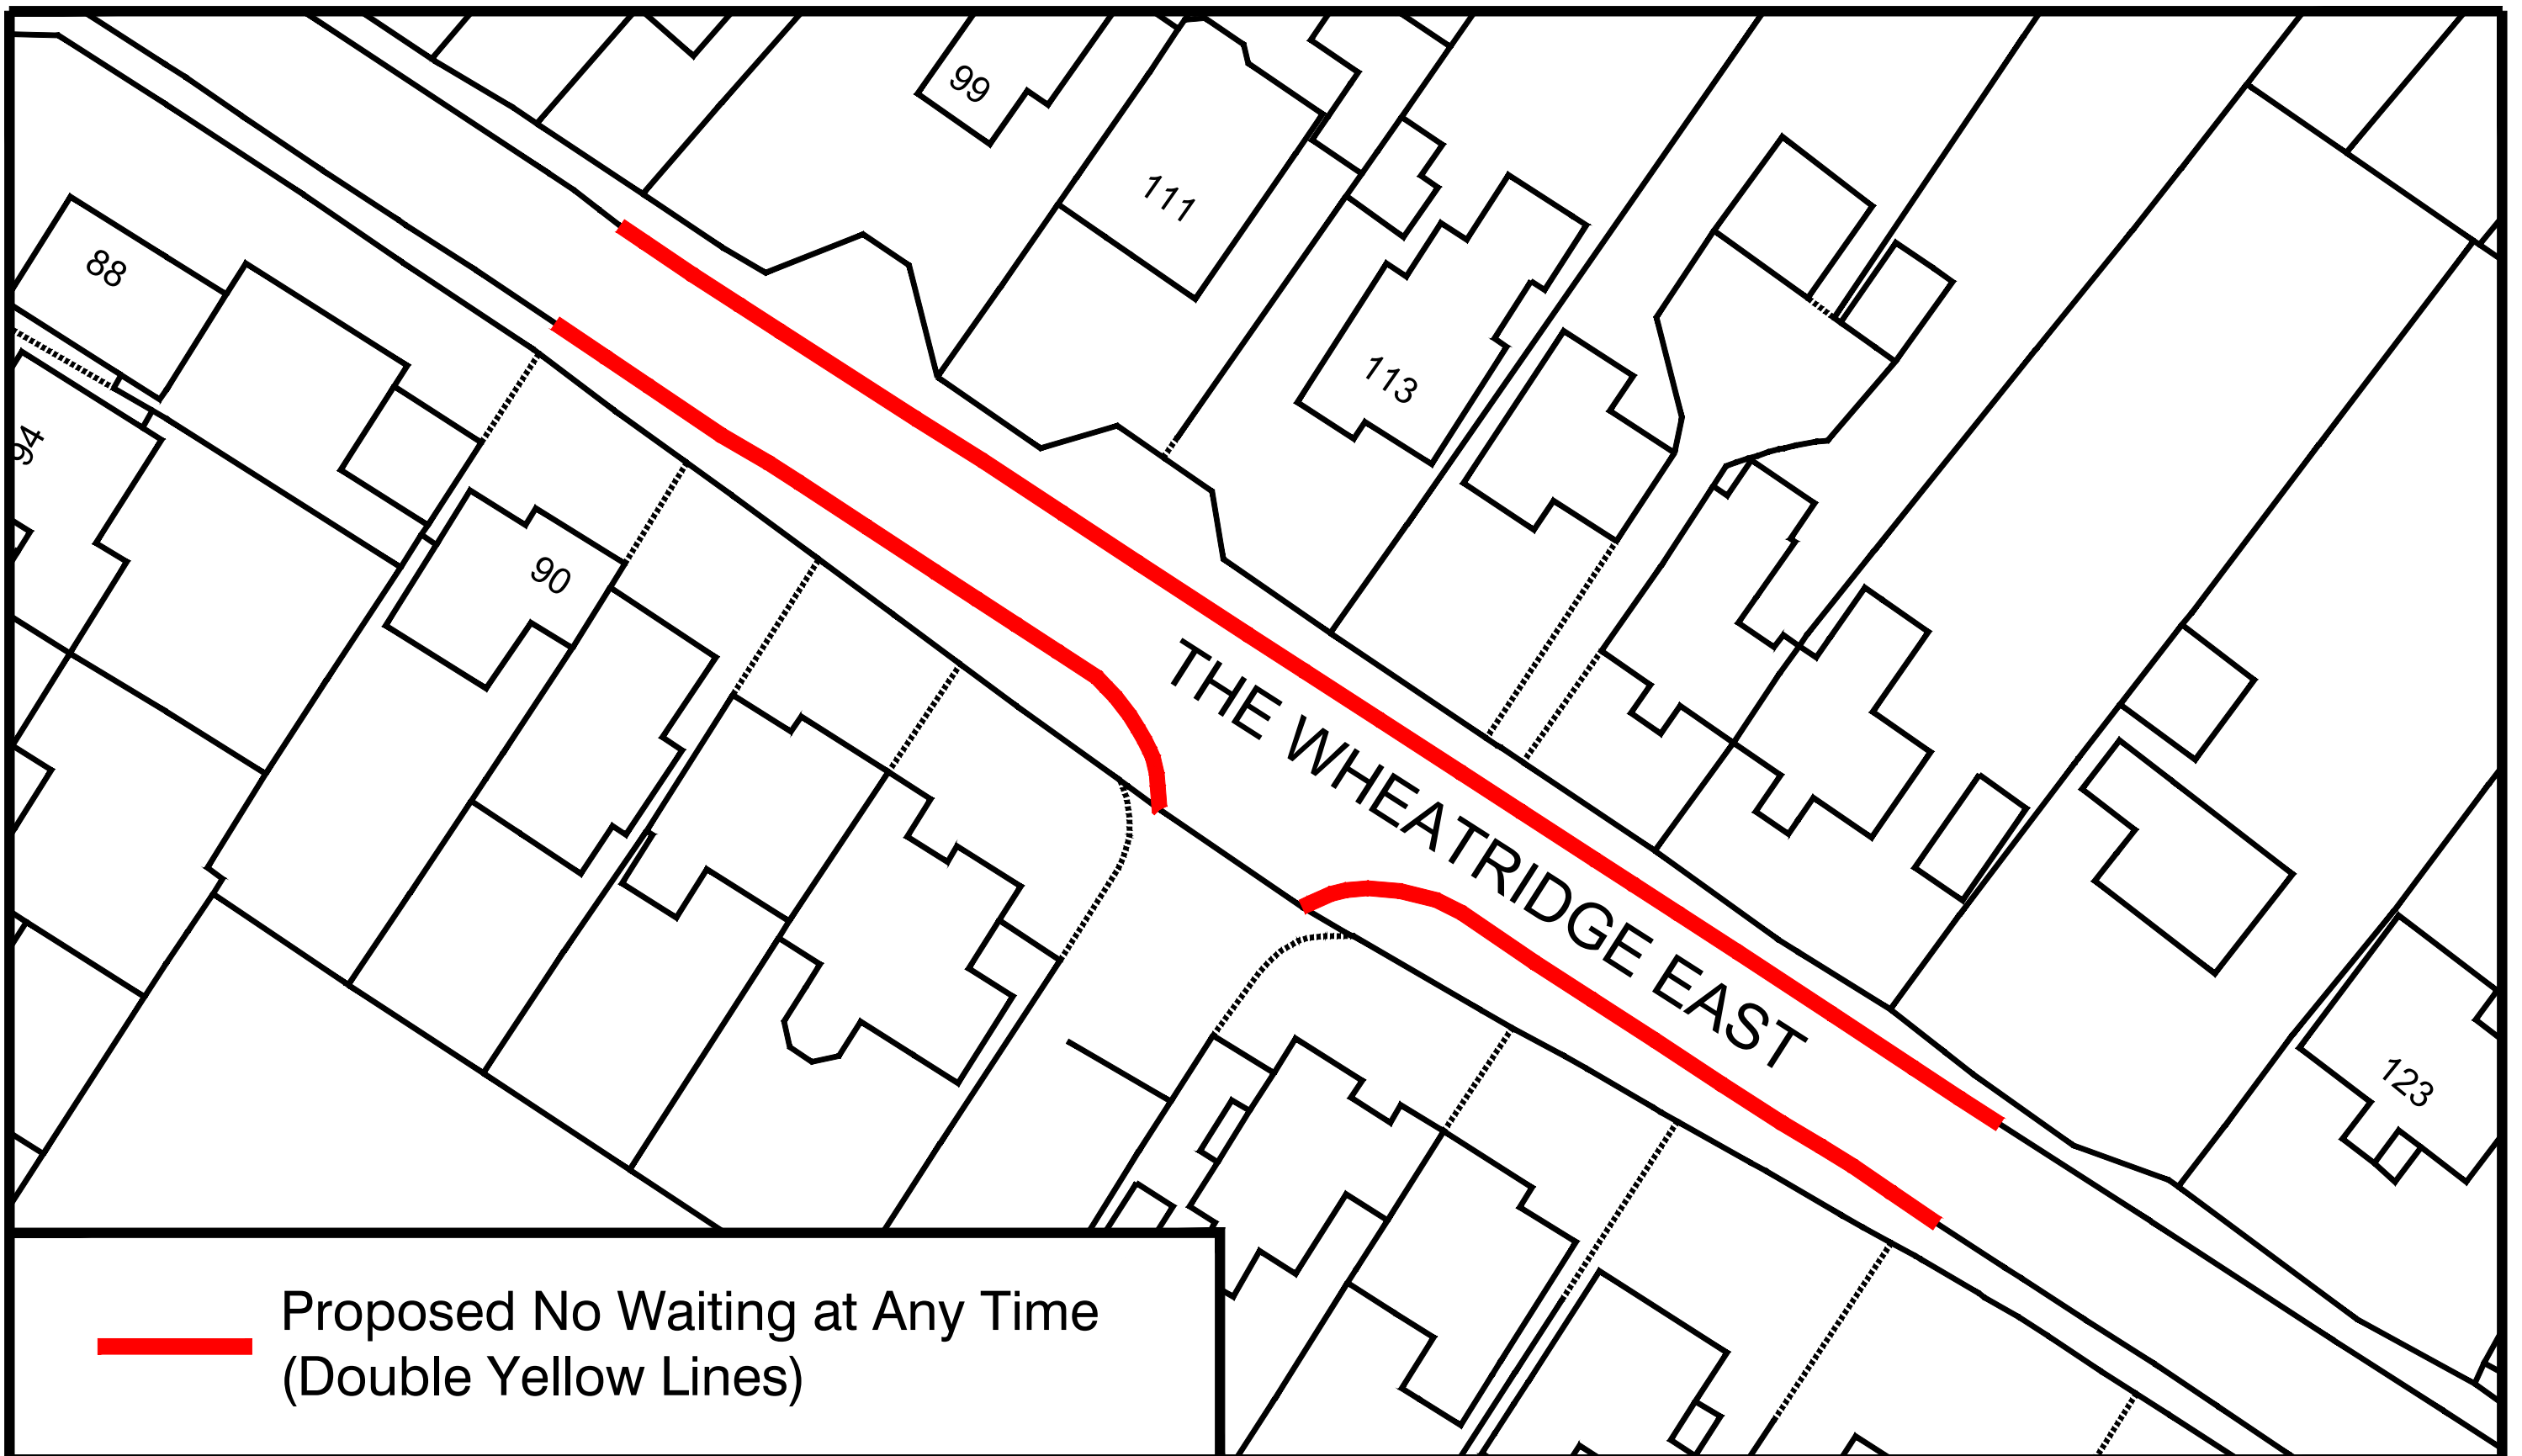 99
111
88
113
94
90
THE WHEATRIDGE EAST
123
Proposed No Waiting at Any Time
(Double Yellow Lines)